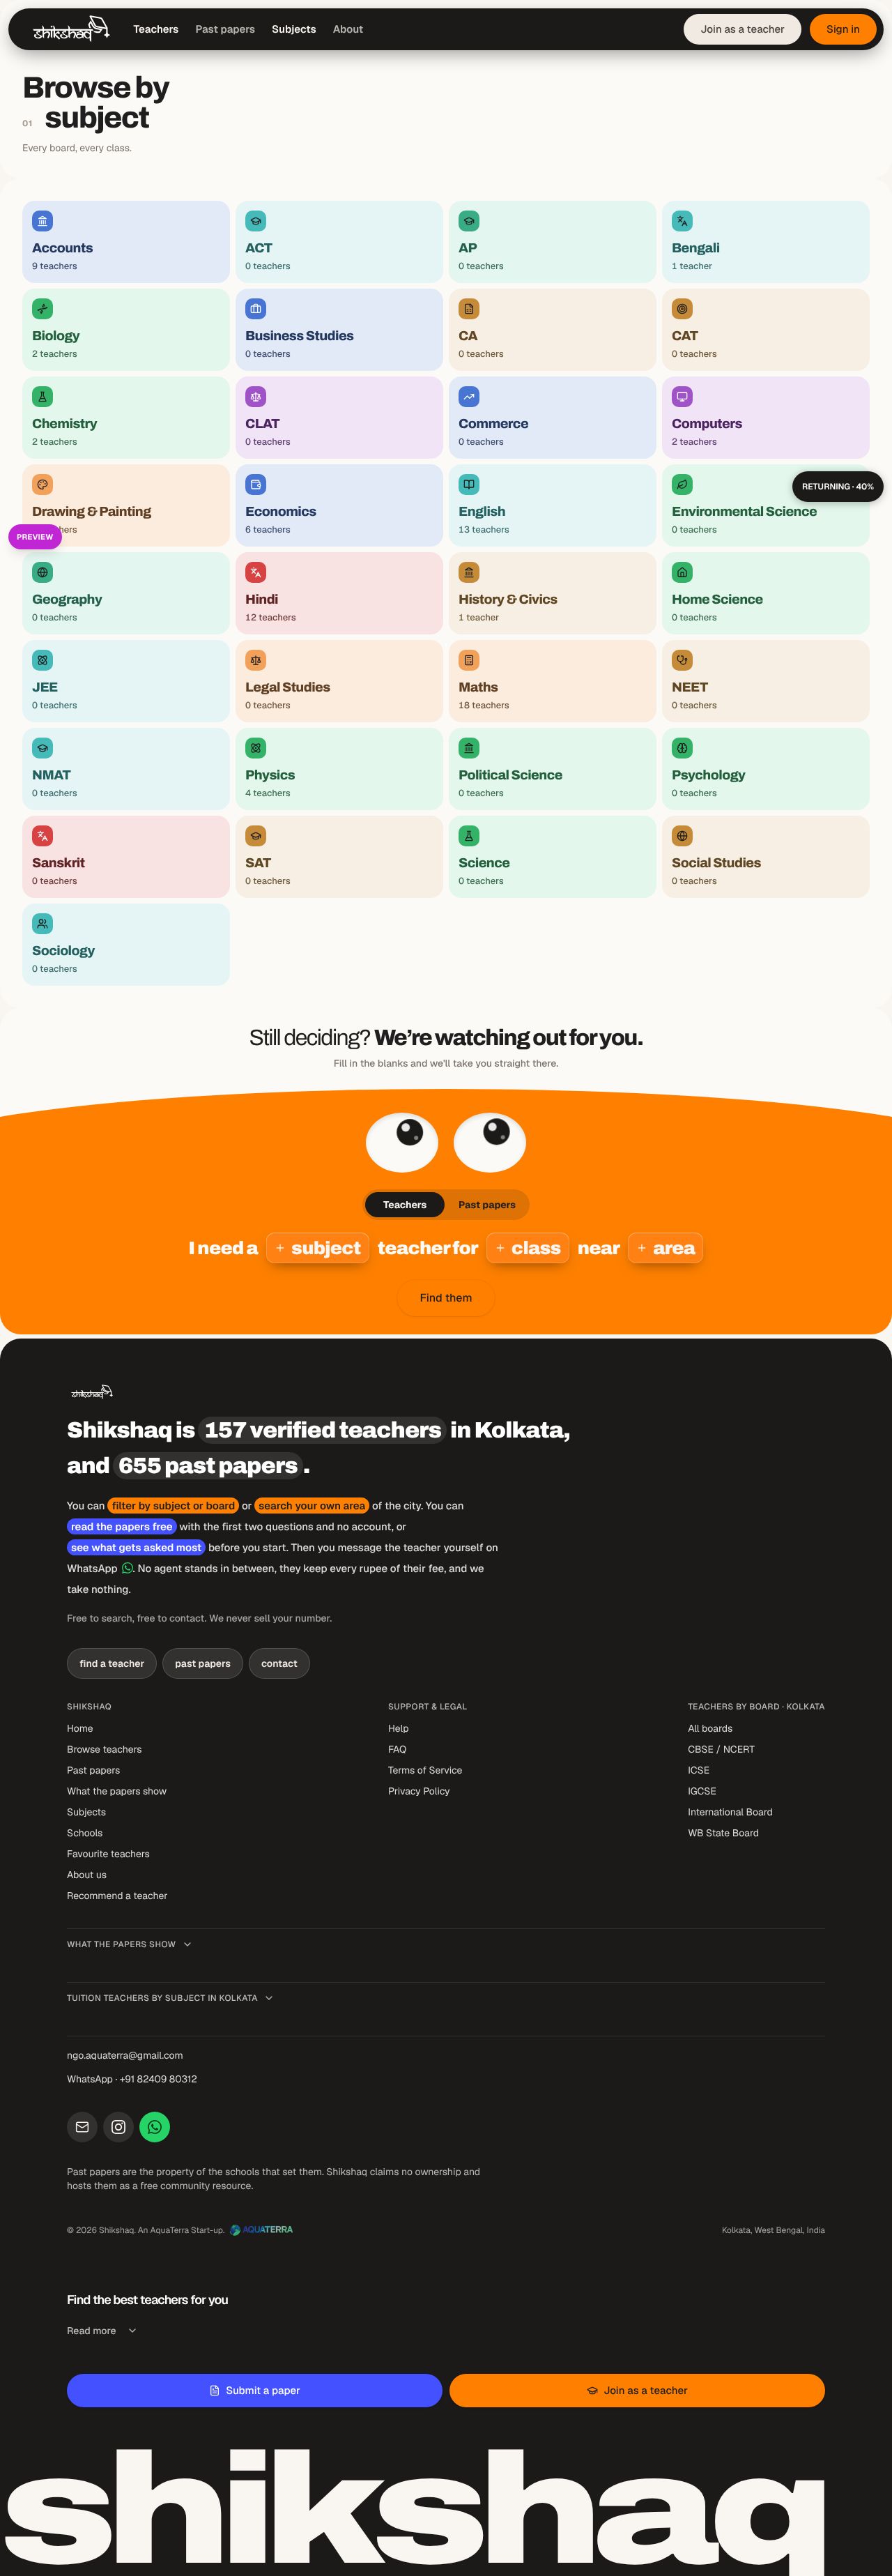 shikshaq
Teachers
Past papers
Subjects
About
Join as a teacher
Sign in
Browse by
01 subject
Every board, every class.
Accounts
9 teachers
ACT
0 teachers
AP
0 teachers
Bengali
1 teacher
Biology
2 teachers
Business Studies
0 teachers
CA
0 teachers
CAT
0 teachers
Chemistry
2 teachers
CLAT
0 teachers
Commerce
0 teachers
Computers
2 teachers
Drawing & Painting
Economics
6 teachers
English
13 teachers
Environmental Science
0 teachers
RETURNING · 40%
PREVIEW
Geography
0 teachers
Hindi
12 teachers
History & Civics
1 teacher
Home Science
0 teachers
JEE
0 teachers
Legal Studies
0 teachers
Maths
18 teachers
NEET
0 teachers
NMAT
0 teachers
Physics
4 teachers
Political Science
0 teachers
Psychology
0 teachers
Sanskrit
0 teachers
SAT
0 teachers
Science
0 teachers
Social Studies
0 teachers
Sociology
0 teachers
Still deciding? We're watching out for you.
Fill in the blanks and we'll take you straight there.
Teachers
Past papers
I need a + subject teacher for + class near + area
Find them
shikshaq
Shikshaq is 157 verified teachers in Kolkata,
and 655 past papers.
You can filter by subject or board or search your own area of the city. You can
read the papers free with the first two questions and no account, or
see what gets asked most before you start. Then you message the teacher yourself on
WhatsApp. No agent stands in between, they keep every rupee of their fee, and we
take nothing.
Free to search, free to contact. We never sell your number.
find a teacher
past papers
contact
SHIKSHAQ
Home
Browse teachers
Past papers
What the papers show
Subjects
Schools
Favourite teachers
About us
Recommend a teacher
SUPPORT & LEGAL
Help
FAQ
Terms of Service
Privacy Policy
TEACHERS BY BOARD · KOLKATA
All boards
CBSE / NCERT
ICSE
IGCSE
International Board
WB State Board
WHAT THE PAPERS SHOW
TUITION TEACHERS BY SUBJECT IN KOLKATA
ngo.aquaterra@gmail.com
WhatsApp · +91 82409 80312
Past papers are the property of the schools that set them. Shikshaq claims no ownership and
hosts them as a free community resource.
© 2026 Shikshaq. An AquaTerra Start-up. AQUATERRA
Kolkata, West Bengal, India
Find the best teachers for you
Read more
Submit a paper
Join as a teacher
shikshaq